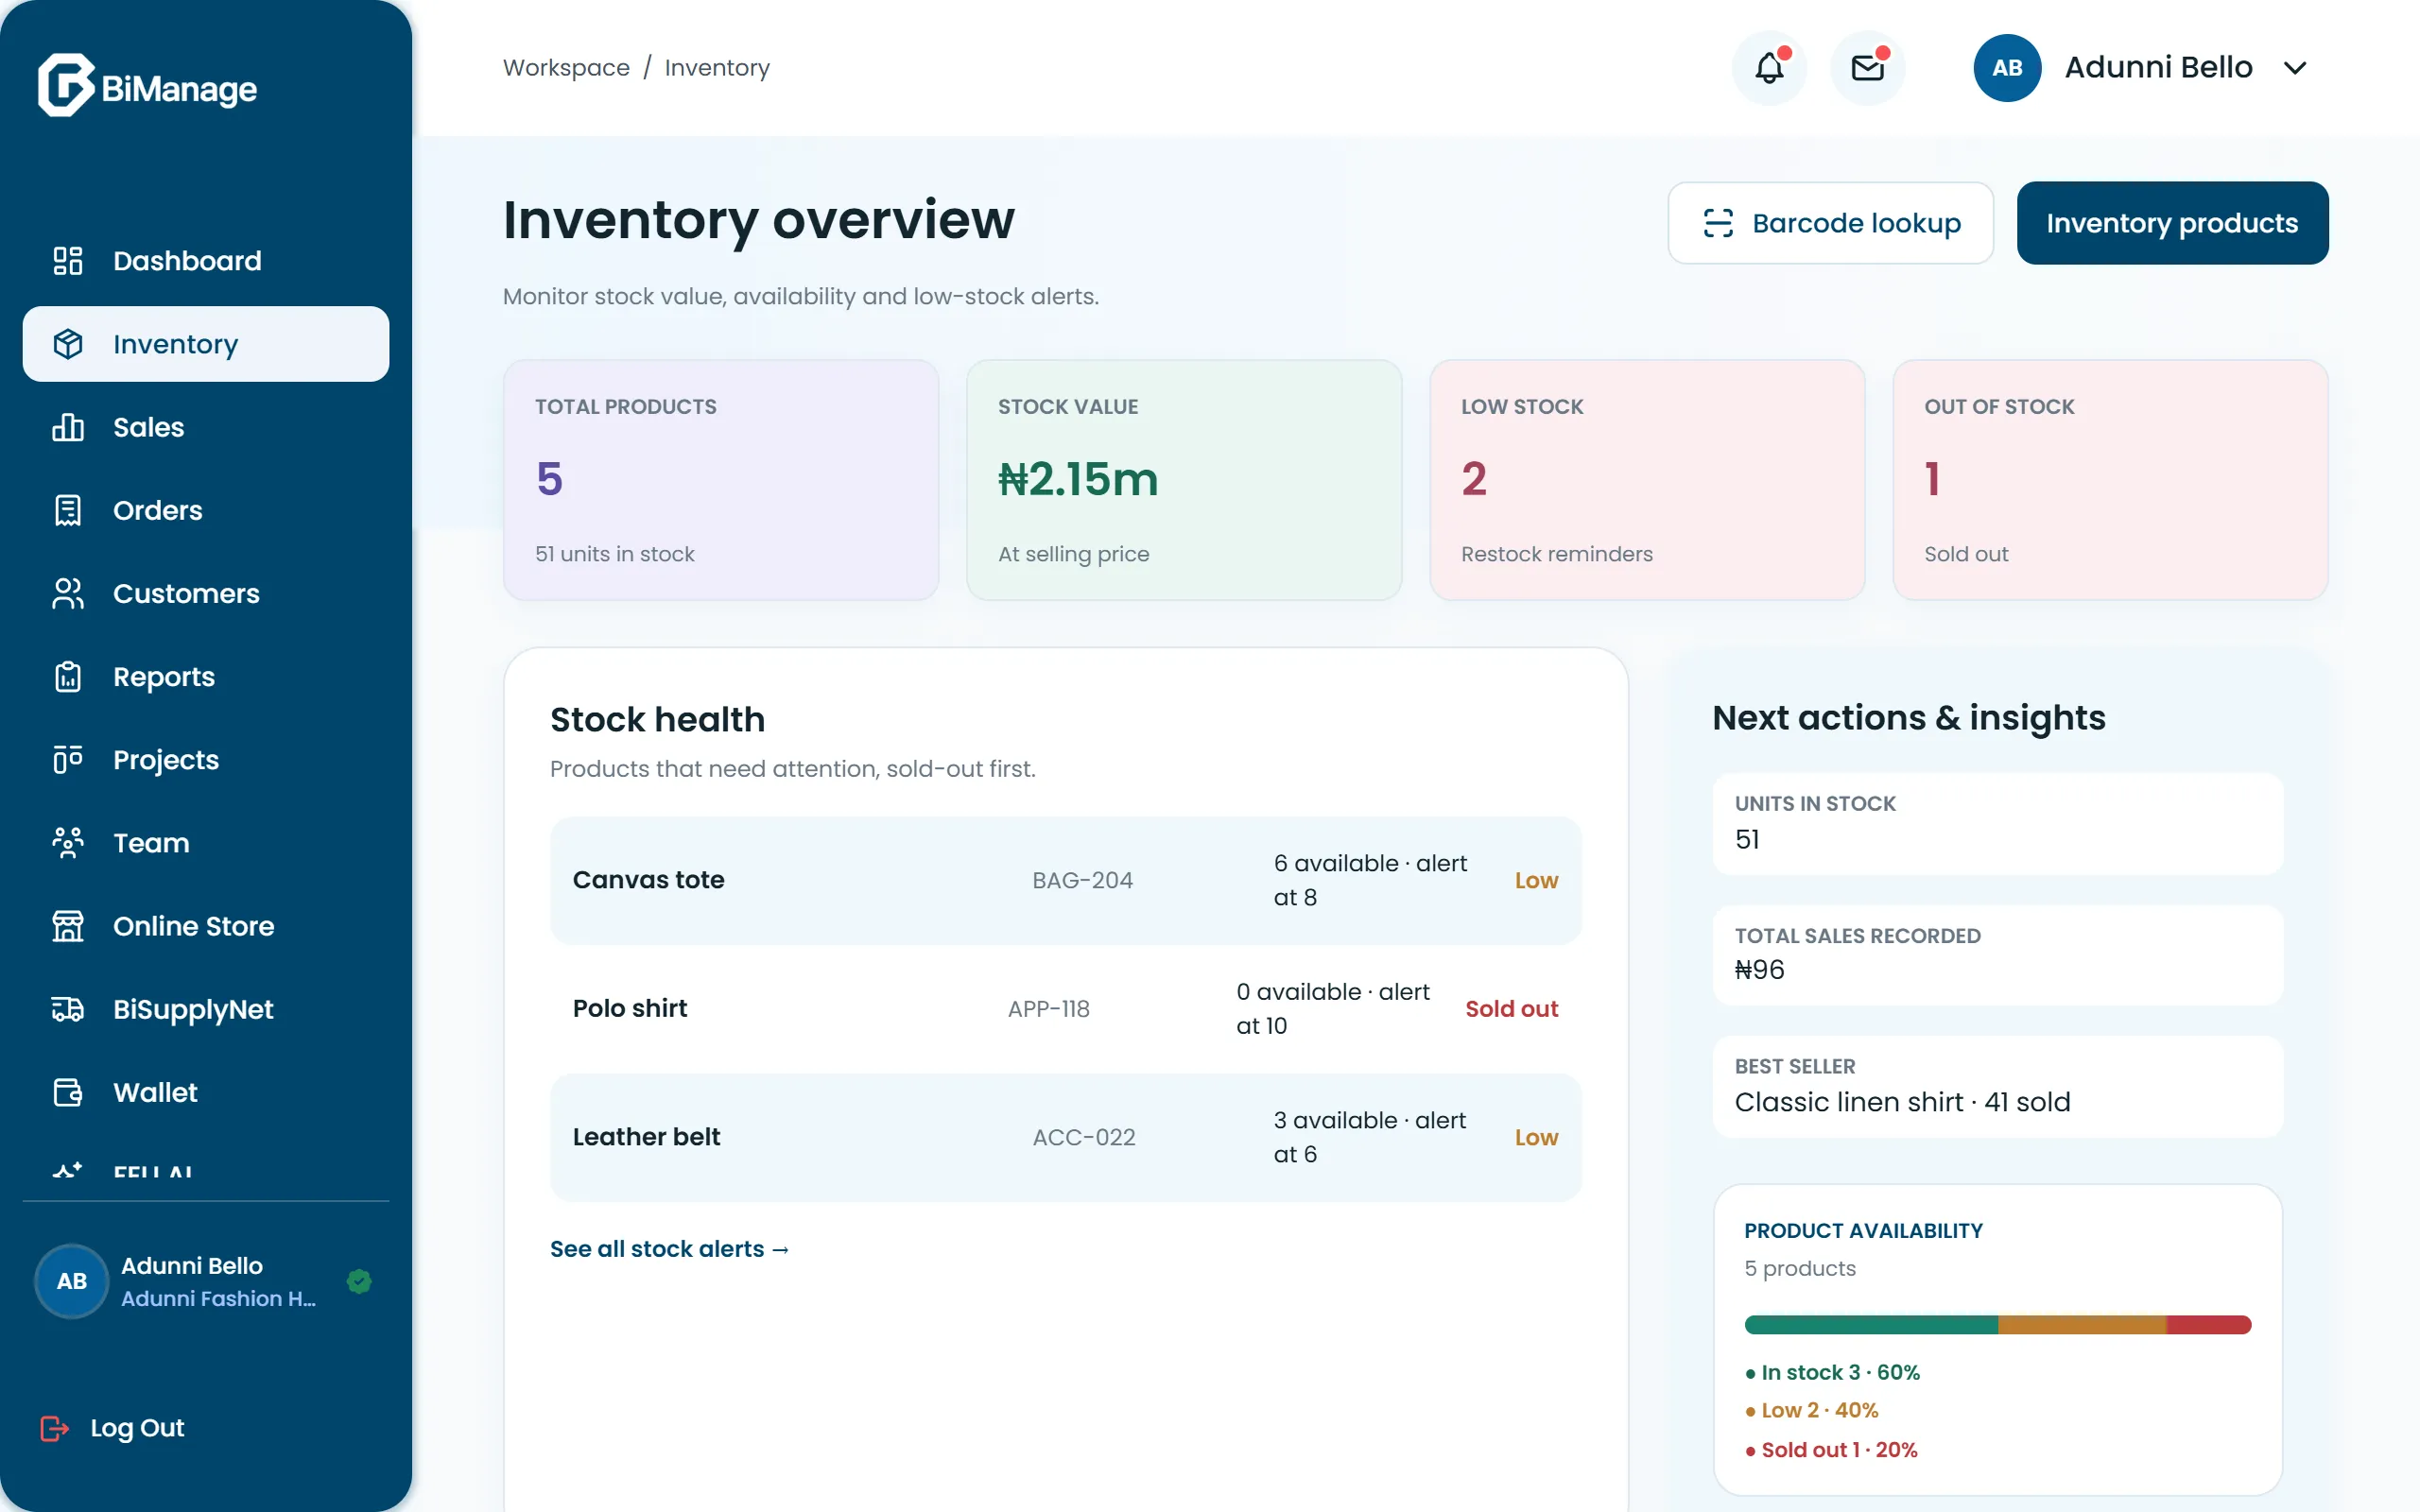 BiManage
Dashboard
Inventory
Sales
Orders
Customers
Reports
Projects
Team
Online Store
BiSupplyNet
Wallet
AB
Adunni Bello
Adunni Fashion H...
Log Out
Workspace / Inventory
AB
Adunni Bello
Inventory overview
Monitor stock value, availability and low-stock alerts.
Barcode lookup
Inventory products
TOTAL PRODUCTS
5
51 units in stock
STOCK VALUE
₦2.15m
At selling price
LOW STOCK
2
Restock reminders
OUT OF STOCK
1
Sold out
Stock health
Products that need attention, sold-out first.
Canvas tote
BAG-204
6 available · alert
at 8
Low
Polo shirt
APP-118
0 available · alert
at 10
Sold out
Leather belt
ACC-022
3 available · alert
at 6
Low
See all stock alerts →
Next actions & insights
UNITS IN STOCK
51
TOTAL SALES RECORDED
₦96
BEST SELLER
Classic linen shirt · 41 sold
PRODUCT AVAILABILITY
5 products
● In stock 3 · 60%
● Low 2 · 40%
● Sold out 1 · 20%